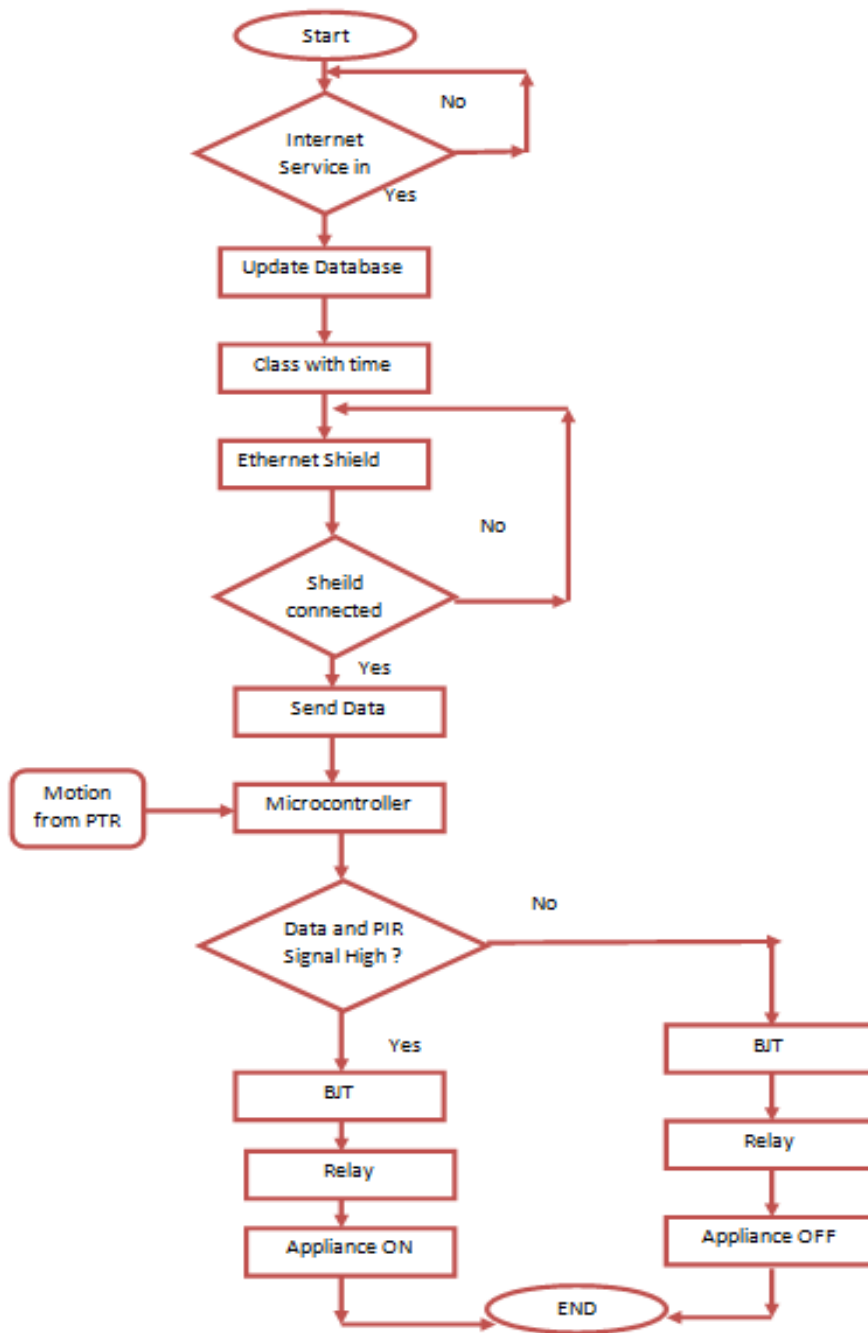 Start
No
Internet
Service in
Yes
Update Database
Class with time
Ethernet Shield
No
Sheild
connected
Yes
Send Data
Motion
from PTR
Microcontroller
No
Data and PIR
Signal High ?
Yes
BJT
BJT
Relay
Relay
Appliance ON
Appliance OFF
END